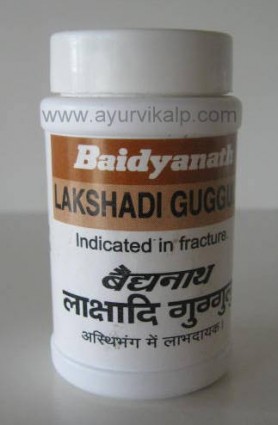 www.ayurvikalp.com
Baidyanath
LAKSHADI GUGGU
Indicated in fracture.
बैद्यनाथ
लाक्षादि गुग्गुलु
अस्थिभंग में लाभदायक।